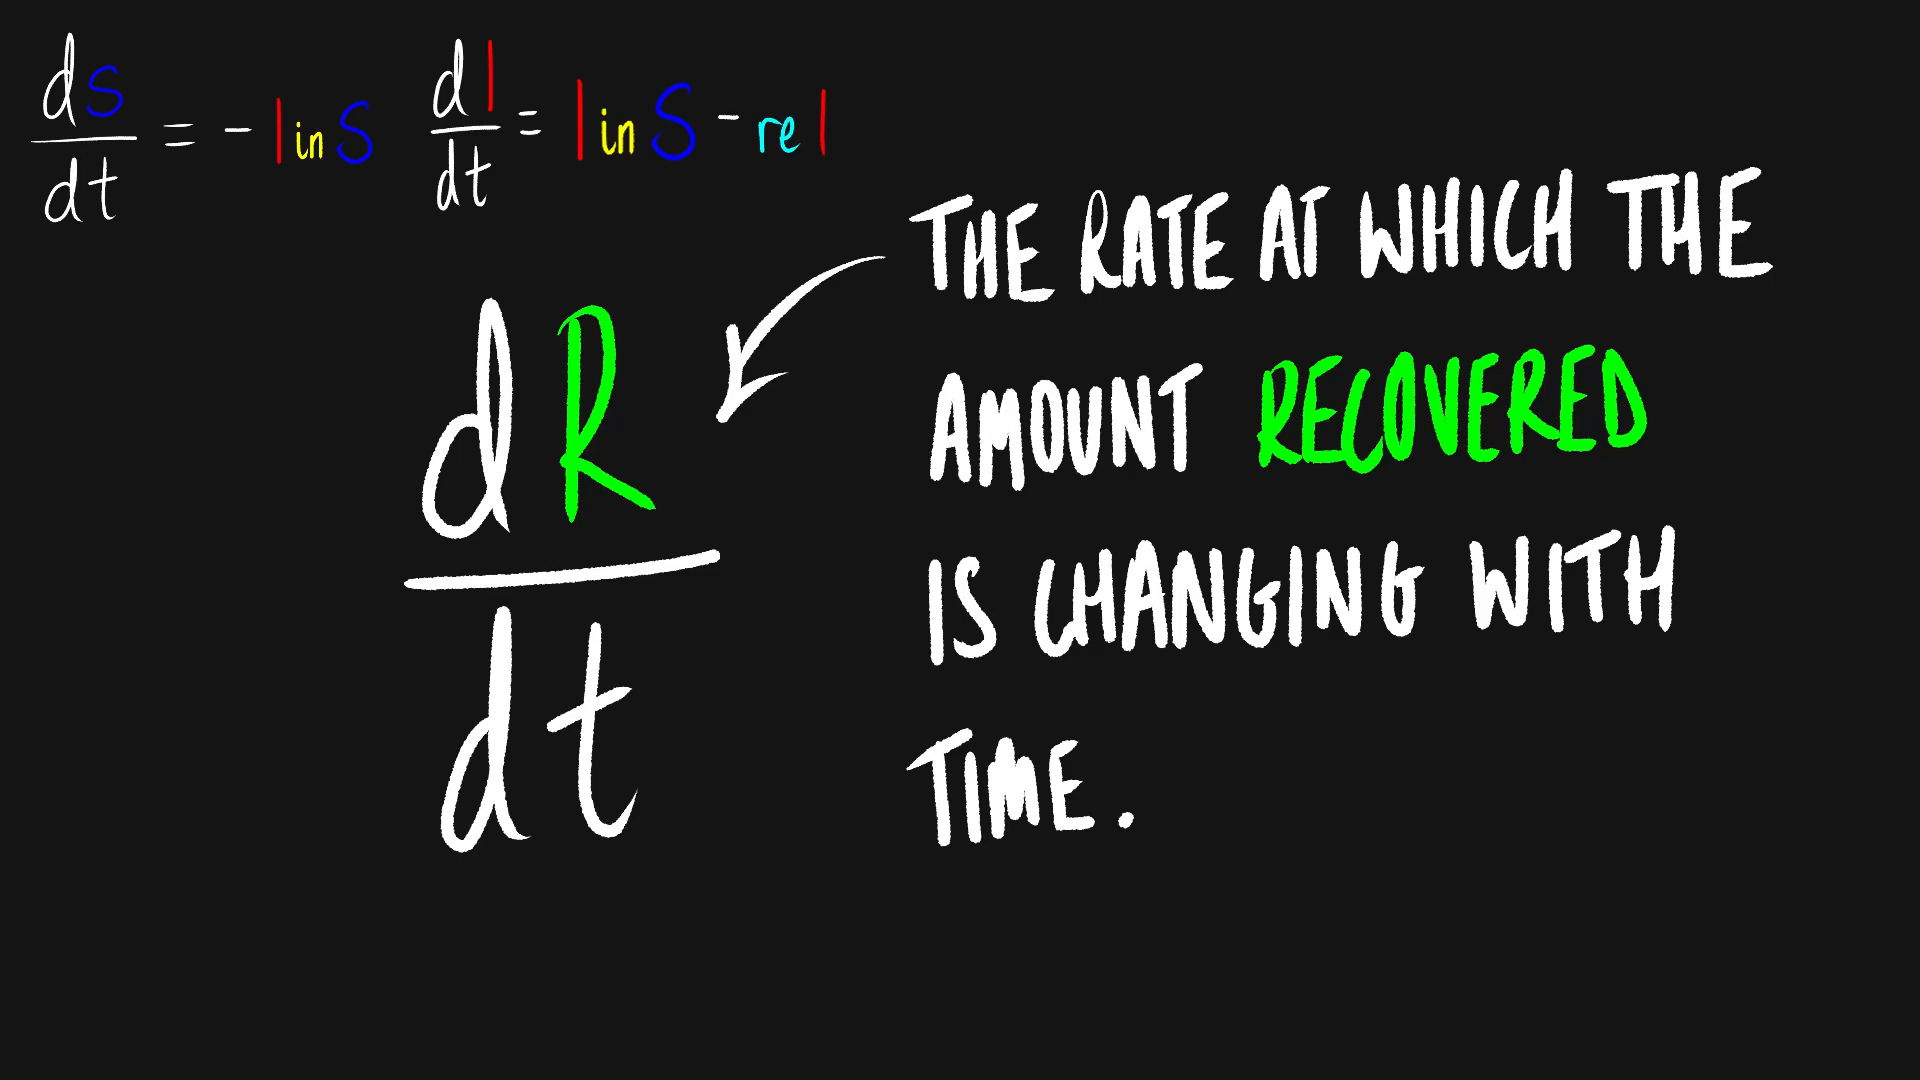 dS/dt = - I in S
dI/dt = I in S - re I
dR/dt
THE RATE AT WHICH THE
AMOUNT RECOVERED
IS CHANGING WITH
TIME.